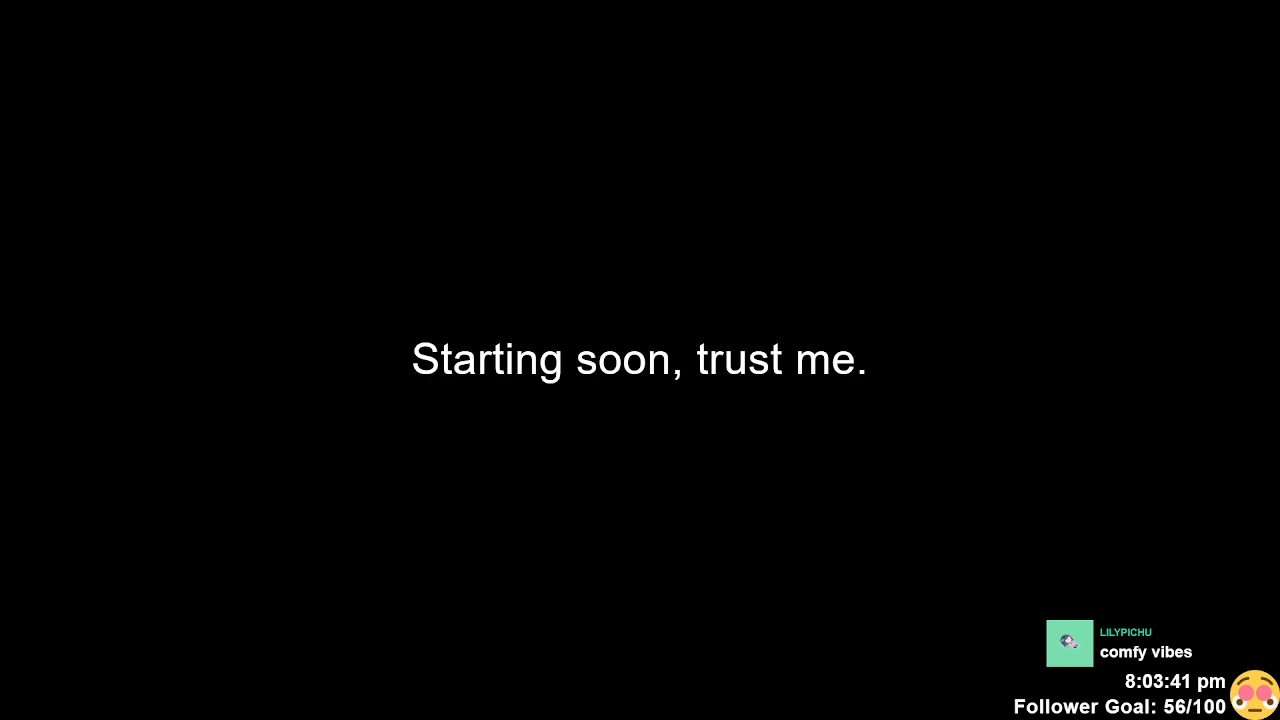 Starting soon, trust me.
LILYPICHU
comfy vibes
8:03:41 pm
Follower Goal: 56/100